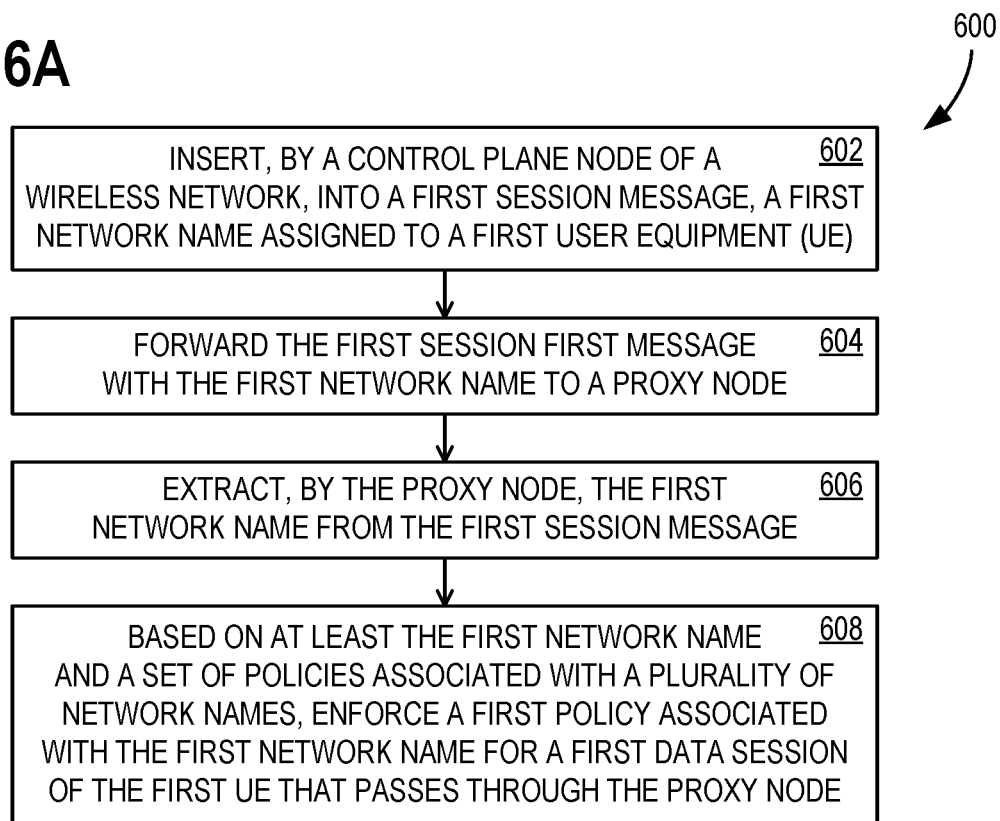 600
6A
602
INSERT, BY A CONTROL PLANE NODE OF A
WIRELESS NETWORK, INTO A FIRST SESSION MESSAGE, A FIRST
NETWORK NAME ASSIGNED TO A FIRST USER EQUIPMENT (UE)
604
FORWARD THE FIRST SESSION FIRST MESSAGE
WITH THE FIRST NETWORK NAME TO A PROXY NODE
606
EXTRACT, BY THE PROXY NODE, THE FIRST
NETWORK NAME FROM THE FIRST SESSION MESSAGE
608
BASED ON AT LEAST THE FIRST NETWORK NAME
AND A SET OF POLICIES ASSOCIATED WITH A PLURALITY OF
NETWORK NAMES, ENFORCE A FIRST POLICY ASSOCIATED
WITH THE FIRST NETWORK NAME FOR A FIRST DATA SESSION
OF THE FIRST UE THAT PASSES THROUGH THE PROXY NODE